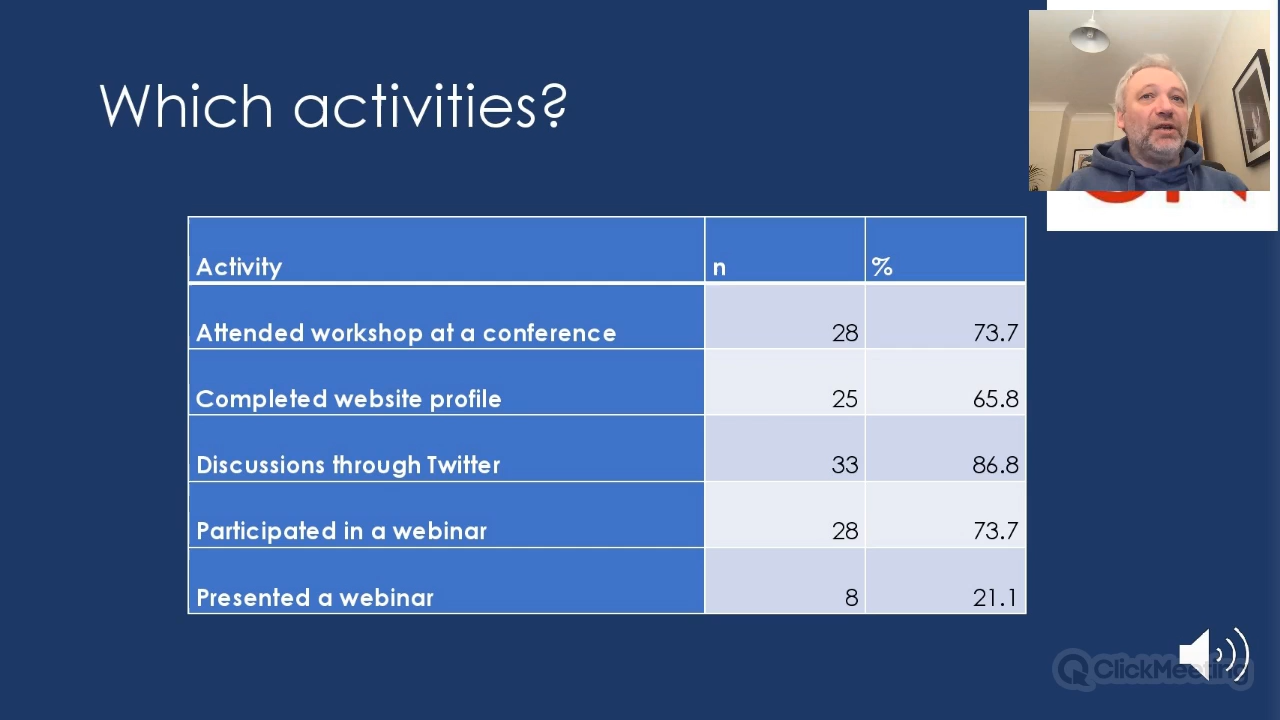 Which activities?
Activity n %
Attended workshop at a conference 28 73.7
Completed website profile 25 65.8
Discussions through Twitter 33 86.8
Participated in a webinar 28 73.7
Presented a webinar 8 21.1
ClickMeeting